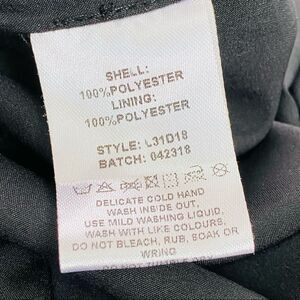 SHELL:
100%POLYESTER
LINING:
100%POLYESTER
STYLE: L31D18
BATCH: 042318
DELICATE COLD HAND
WASH INSIDE OUT,
USE MILD WASHING LIQUID,
WASH WITH LIKE COLOURS.
DO NOT BLEACH, RUB, SOAK OR
WRING